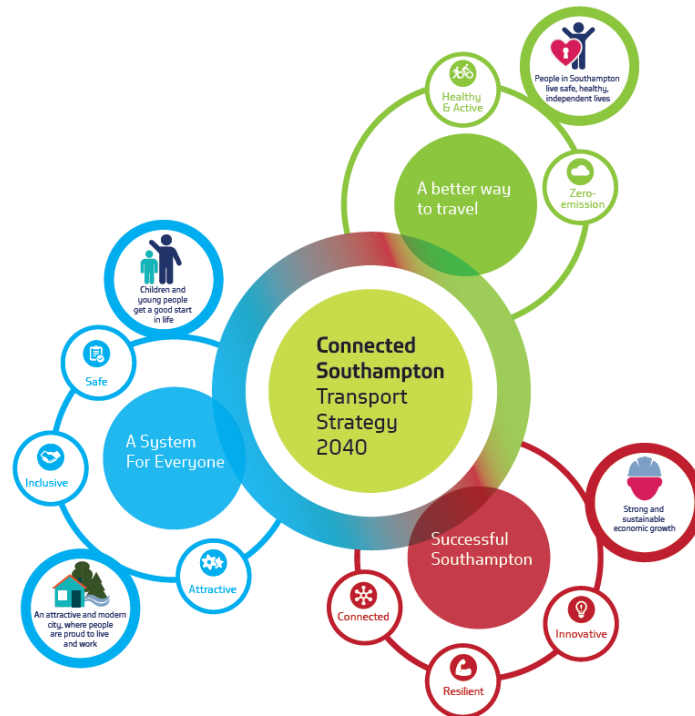 People in Southampton
live safe, healthy,
independent lives
Healthy
& Active
Zero-
emission
A better way
to travel
Children and
young people
get a good start
in life
Connected
Southampton
Transport
Strategy
2040
Safe
A System
For Everyone
Inclusive
Attractive
An attractive and modern
city, where people
are proud to live
and work
Strong and
sustainable
economic growth
Successful
Southampton
Connected
Innovative
Resilient